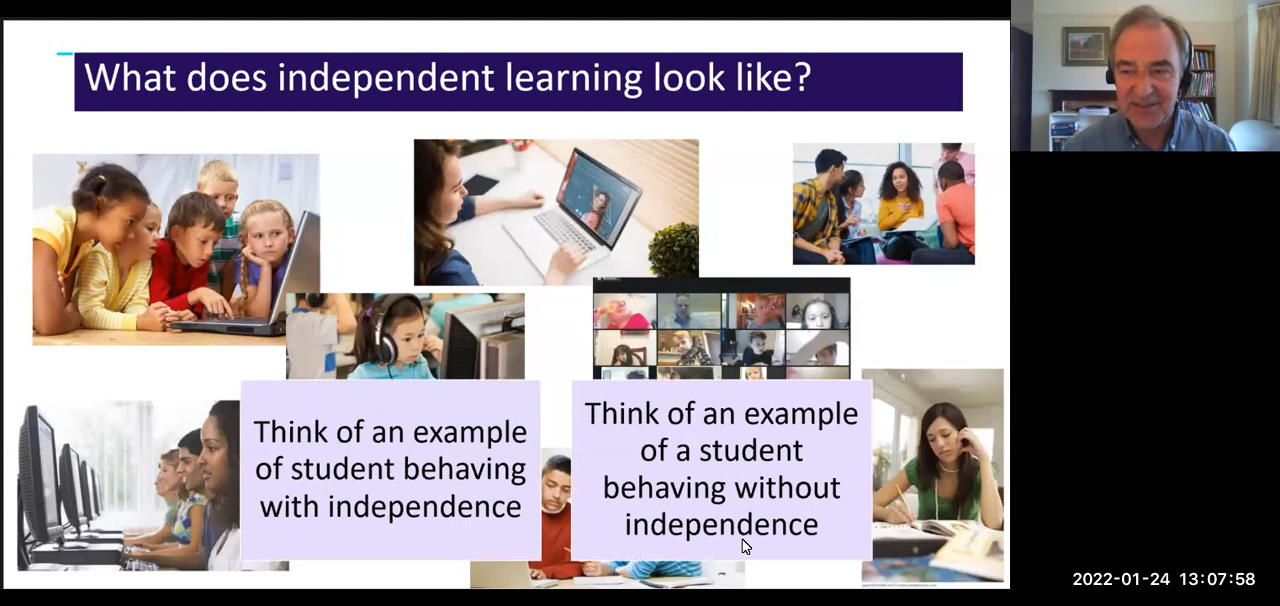 What does independent learning look like?
Think of an example
of student behaving
with independence
Think of an example
of a student
behaving without
independence
2022-01-24 13:07:58